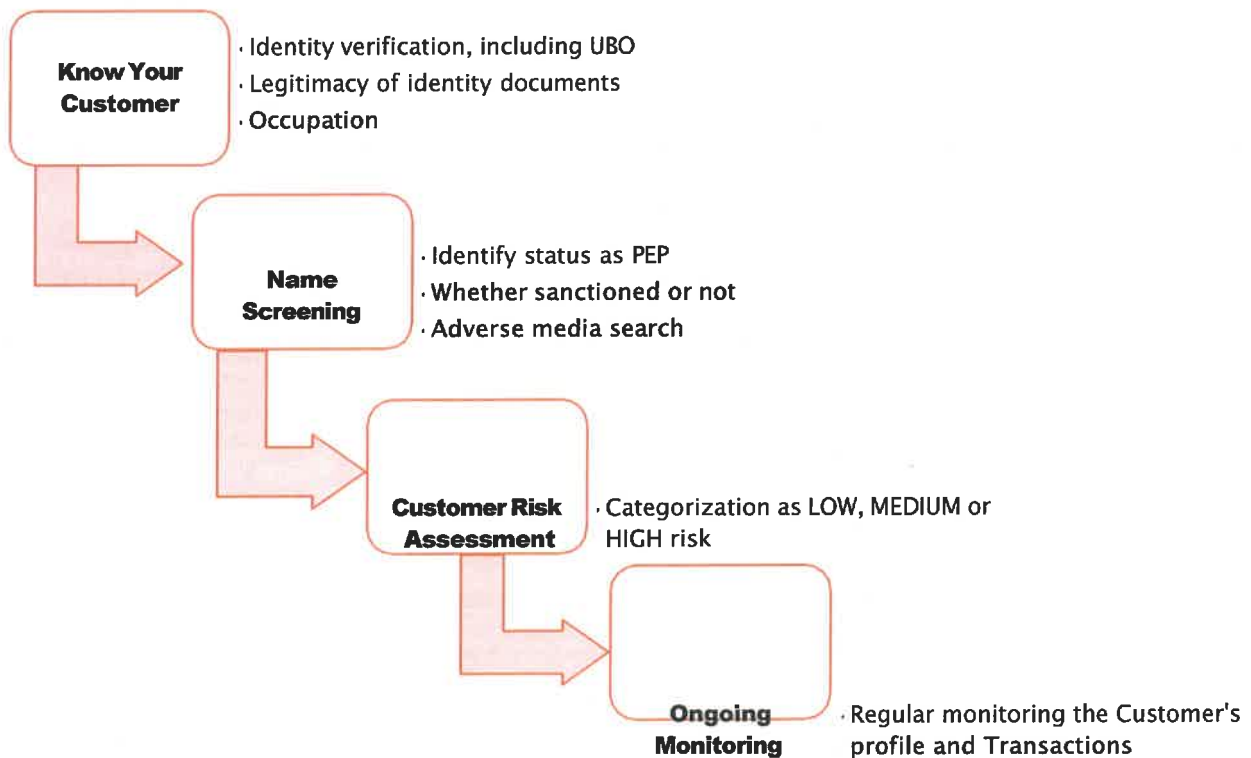 Know Your
Customer
· Identity verification, including UBO
· Legitimacy of identity documents
· Occupation
Name
Screening
· Identify status as PEP
· Whether sanctioned or not
· Adverse media search
Customer Risk
Assessment
· Categorization as LOW, MEDIUM or
HIGH risk
Ongoing
Monitoring
· Regular monitoring the Customer's
profile and Transactions